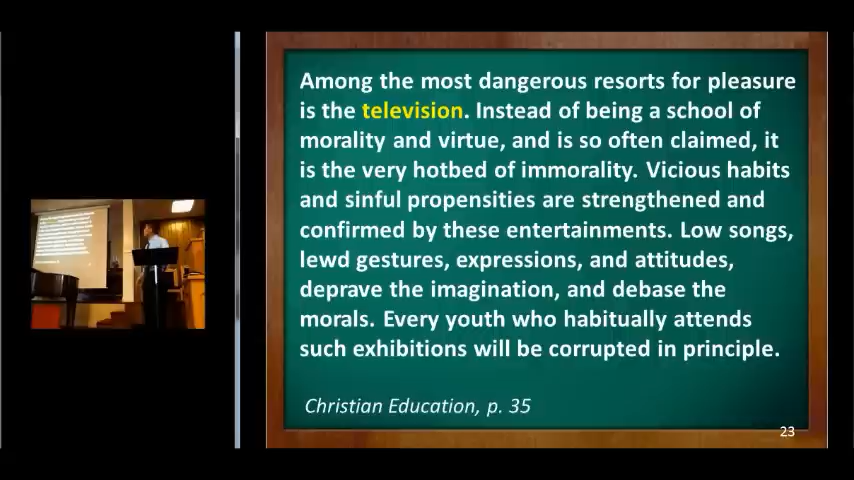 Among the most dangerous resorts for pleasure
is the television. Instead of being a school of
morality and virtue, and is so often claimed, it
is the very hotbed of immorality. Vicious habits
and sinful propensities are strengthened and
confirmed by these entertainments. Low songs,
lewd gestures, expressions, and attitudes,
deprave the imagination, and debase the
morals. Every youth who habitually attends
such exhibitions will be corrupted in principle.
Christian Education, p. 35
23